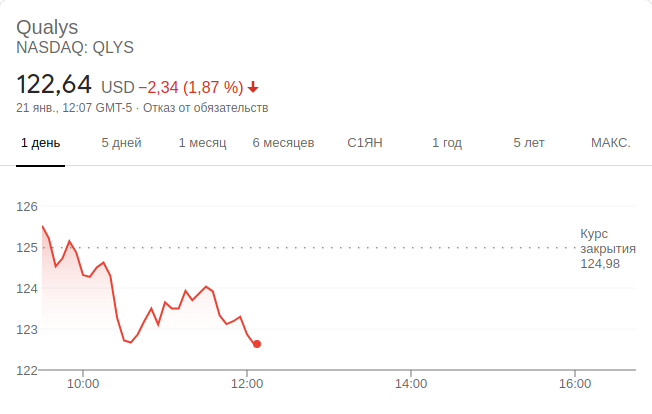 Qualys
NASDAQ: QLYS
122,64 USD −2,34 (1,87 %)
21 янв., 12:07 GMT-5 · Отказ от обязательств
1 день 5 дней 1 месяц 6 месяцев С1ЯН 1 год 5 лет МАКС.
126
125
124
123
122
Курс
закрытия
124,98
10:00 12:00 14:00 16:00